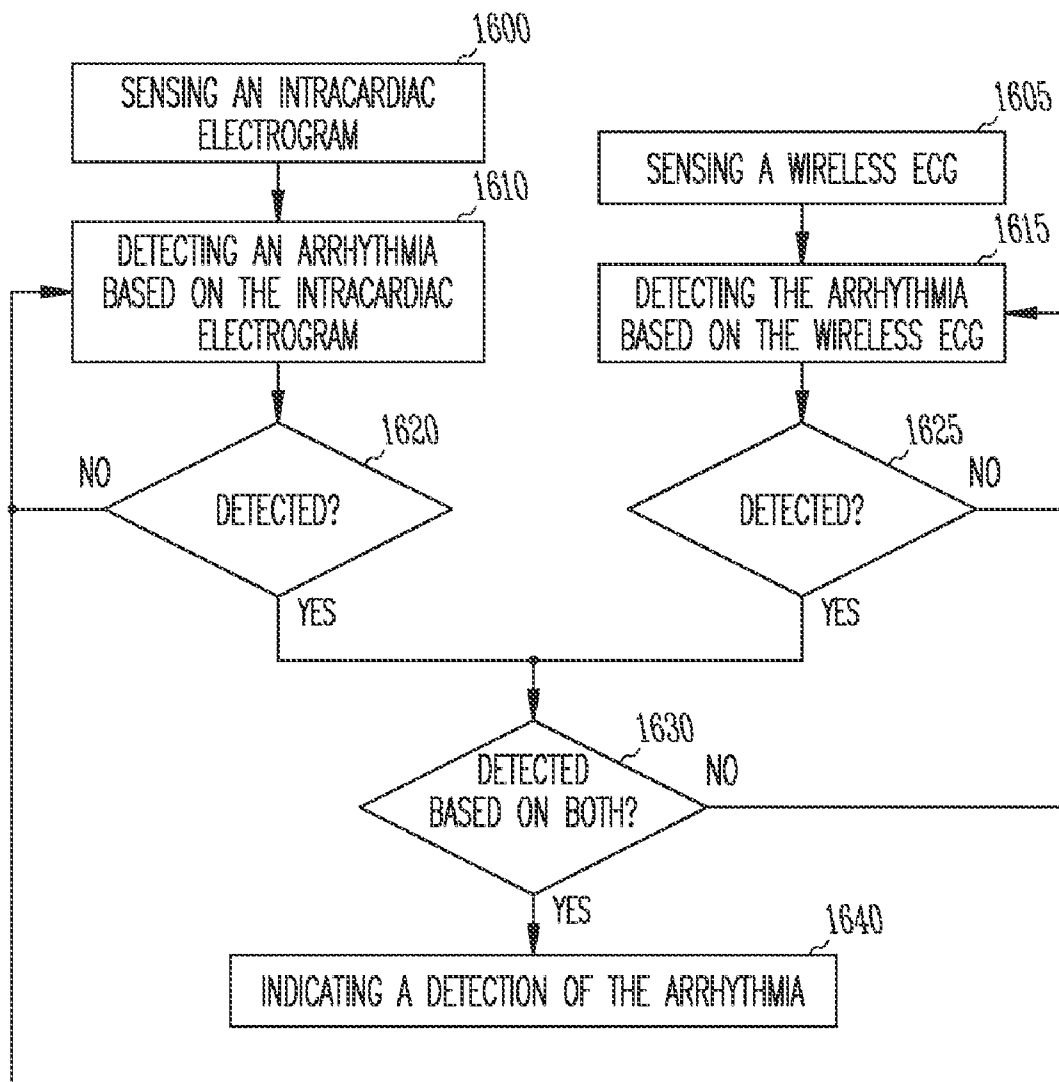 1600
SENSING AN INTRACARDIAC
ELECTROGRAM
1605
SENSING A WIRELESS ECG
1610
DETECTING AN ARRHYTHMIA
BASED ON THE INTRACARDIAC
ELECTROGRAM
1615
DETECTING THE ARRHYTHMIA
BASED ON THE WIRELESS ECG
1620
NO
DETECTED?
YES
1625
NO
DETECTED?
YES
1630
DETECTED
BASED ON BOTH?
NO
YES
1640
INDICATING A DETECTION OF THE ARRHYTHMIA